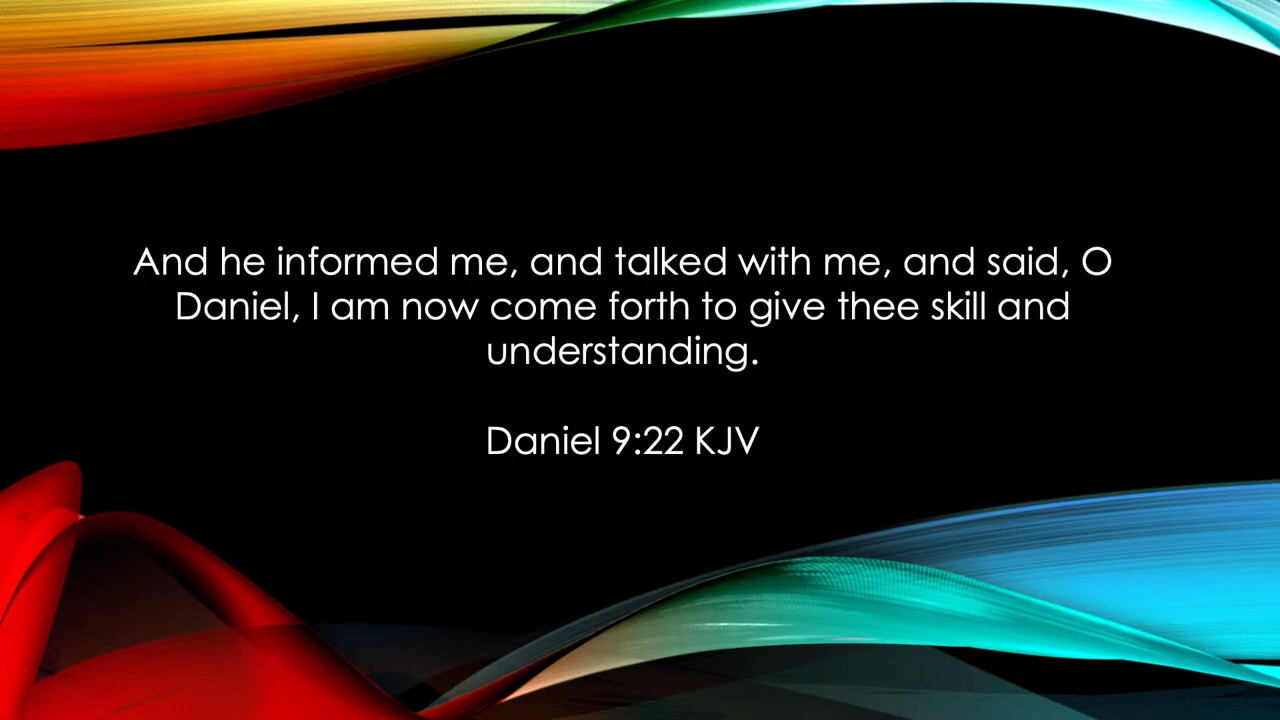 And he informed me, and talked with me, and said, O
Daniel, I am now come forth to give thee skill and
understanding.
Daniel 9:22 KJV